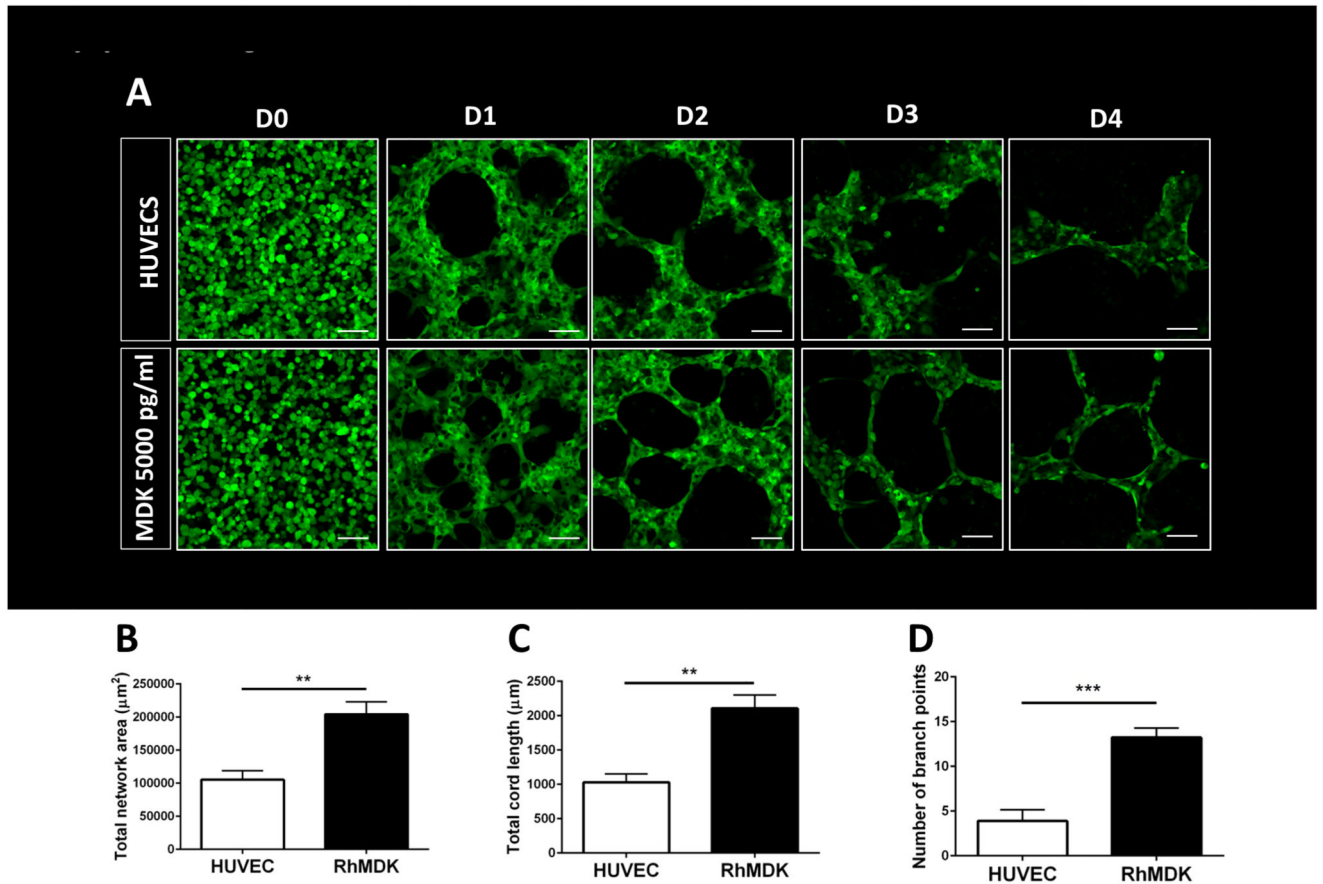 A
D0 D1 D2 D3 D4
HUVECS
MDK 5000 pg/ml
B
Total network area (µm²)
250000
200000
150000
100000
50000
0
**
HUVEC RhMDK
C
Total cord length (µm)
2500
2000
1500
1000
500
0
**
HUVEC RhMDK
D
Number of branch points
20
15
10
5
0
***
HUVEC RhMDK